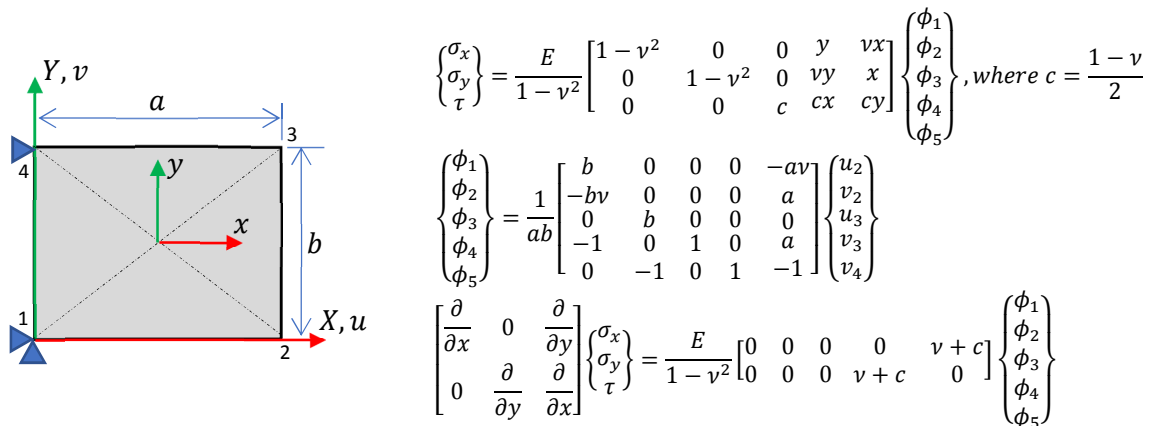 Y, v
a
4
3
y
x
b
1
X, u
2
{σₓ σᵧ τ} = E/(1 − ν²) [1 − ν² 0 0 y νx
0 1 − ν² 0 νy x
0 0 c cx cy] {ϕ₁ ϕ₂ ϕ₃ ϕ₄ ϕ₅}, where c = (1 − ν)/2
{ϕ₁ ϕ₂ ϕ₃ ϕ₄ ϕ₅} = 1/ab [b 0 0 0 −aν
−bν 0 0 0 a
0 b 0 0 0
−1 0 1 0 a
0 −1 0 1 −1] {u₂ v₂ u₃ v₃ v₄}
[∂/∂x 0 ∂/∂y
0 ∂/∂y ∂/∂x] {σₓ σᵧ τ} = E/(1 − ν²) [0 0 0 0 ν + c
0 0 0 ν + c 0] {ϕ₁ ϕ₂ ϕ₃ ϕ₄ ϕ₅}